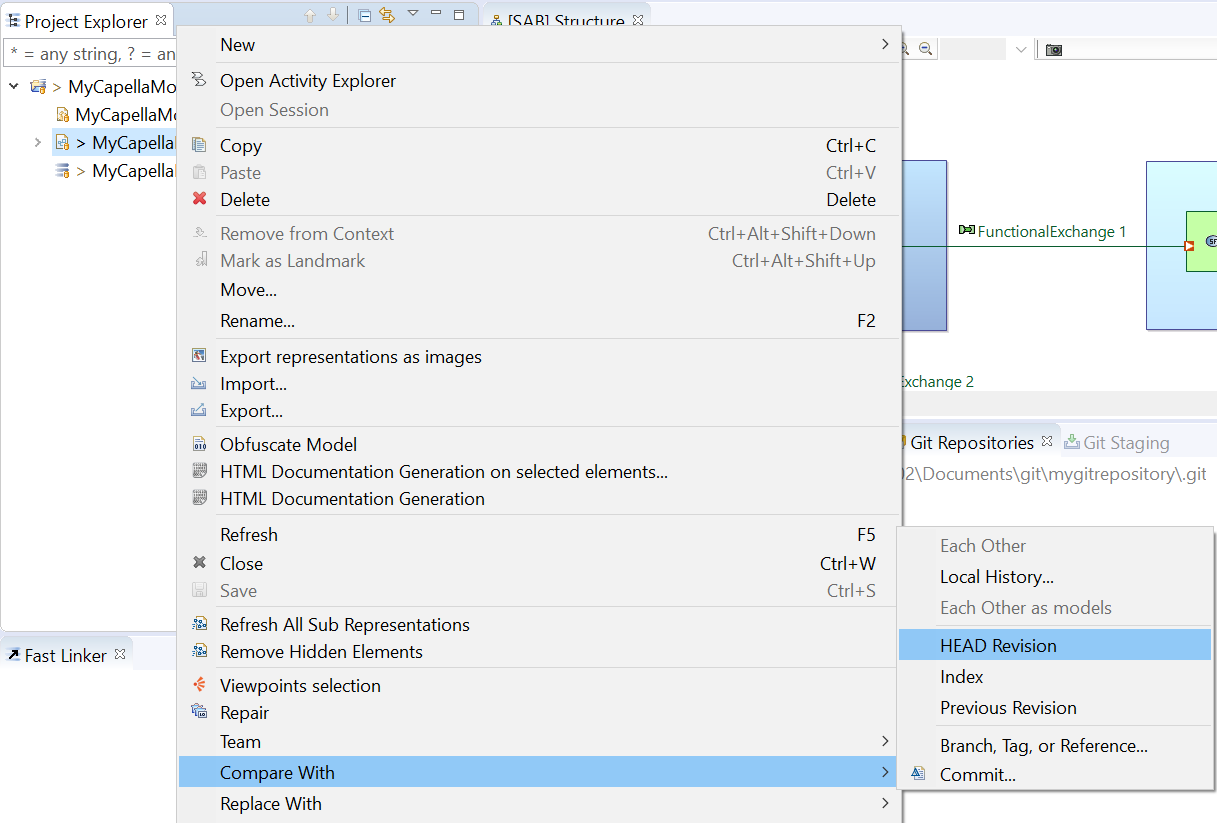 Project Explorer
[SAB] Structure
* = any string, ? = an
> MyCapellaMo
MyCapellaMo
> MyCapella
> MyCapella
Fast Linker
New
Open Activity Explorer
Open Session
Copy Ctrl+C
Paste Ctrl+V
Delete Delete
Remove from Context Ctrl+Alt+Shift+Down
Mark as Landmark Ctrl+Alt+Shift+Up
Move...
Rename... F2
Export representations as images
Import...
Export...
Obfuscate Model
HTML Documentation Generation on selected elements...
HTML Documentation Generation
Refresh F5
Close Ctrl+W
Save Ctrl+S
Refresh All Sub Representations
Remove Hidden Elements
Viewpoints selection
Repair
Team
Compare With
Replace With
FunctionalExchange 1
SF
Exchange 2
Git Repositories
Git Staging
02\Documents\git\mygitrepository\.git
Each Other
Local History...
Each Other as models
HEAD Revision
Index
Previous Revision
Branch, Tag, or Reference...
Commit...